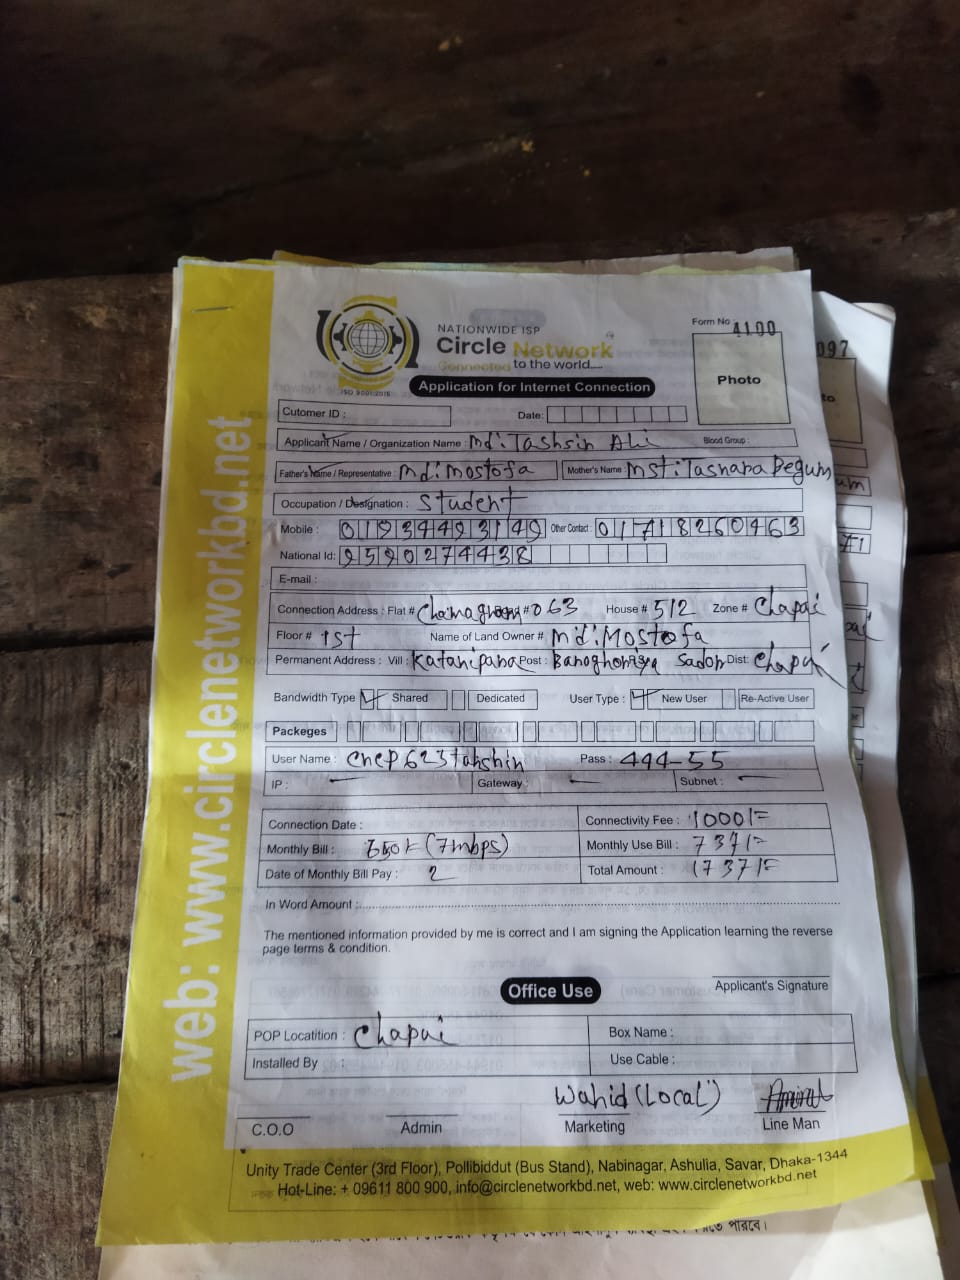 NATIONWIDE ISP
Circle Network
Connected to the world....
ISO 9001:2015
Application for Internet Connection
Form No 4100
Photo
web: www.circlenetworkbd.net
Cutomer ID :
Date:
Applicant Name / Organization Name : Md: Tashsin Ali Blood Group :
Father's Name / Representative : Md: Mostofa Mother's Name : Mst: Tasnara Begum
Occupation / Designation : Student
Mobile : 01934493149 Other Contact : 01718260463
National Id: 9590274438
E-mail :
Connection Address : Flat # #063 House # 512 Zone # Chapai
Floor # 1st Name of Land Owner # Md: Mostofa
Permanent Address : Vill : Katanipara Post : Sador Dist: Chapai
Bandwidth Type Shared Dedicated User Type : New User Re-Active User
Packeges
User Name : cncp623tahshin Pass : 494-55
IP : Gateway : Subnet :
Connection Date : Connectivity Fee : 1000/=
Monthly Bill : (7mbps) Monthly Use Bill : 737/=
Date of Monthly Bill Pay : 2 Total Amount : 1737/=
In Word Amount :
The mentioned information provided by me is correct and I am signing the Application learning the reverse
page terms & condition.
Applicant's Signature
Office Use
POP Locatition : Chapai Box Name :
Installed By : Use Cable :
Wahid (Local)
C.O.O Admin Marketing Line Man
Unity Trade Center (3rd Floor), Pollibiddut (Bus Stand), Nabinagar, Ashulia, Savar, Dhaka-1344
Hot-Line: + 09611 800 900, info@circlenetworkbd.net, web: www.circlenetworkbd.net
097